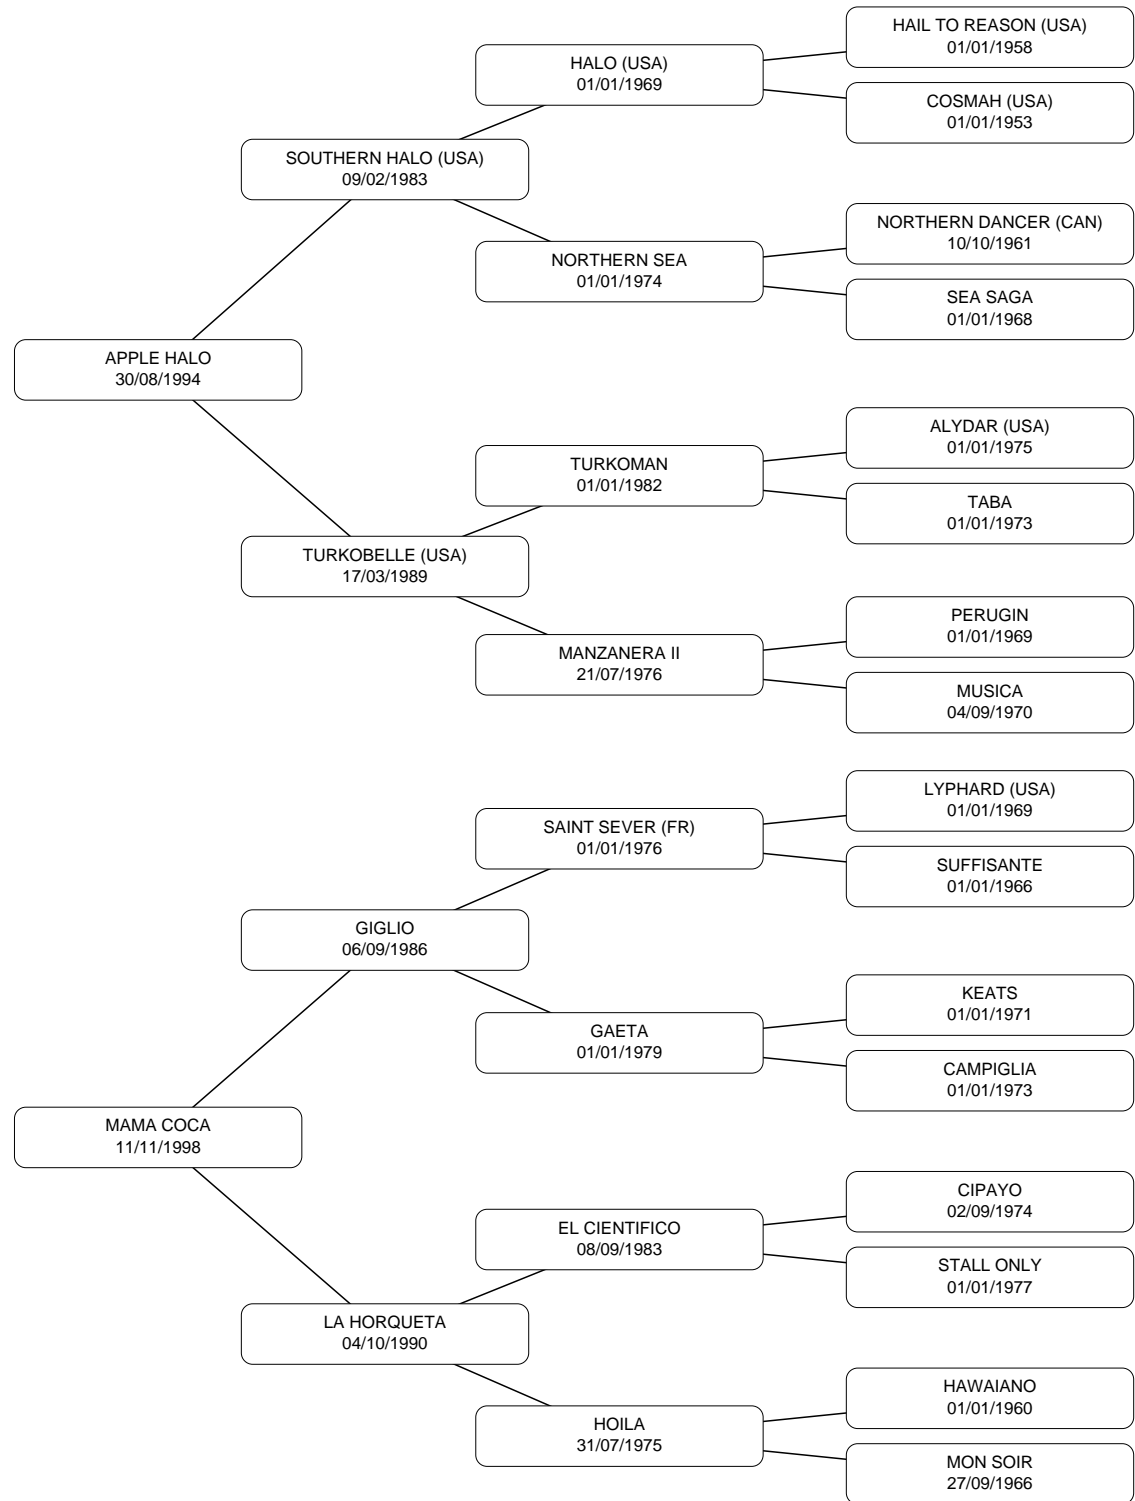 HAIL TO REASON (USA)
01/01/1958
HALO (USA)
01/01/1969
COSMAH (USA)
01/01/1953
SOUTHERN HALO (USA)
09/02/1983
NORTHERN DANCER (CAN)
10/10/1961
NORTHERN SEA
01/01/1974
SEA SAGA
01/01/1968
APPLE HALO
30/08/1994
ALYDAR (USA)
01/01/1975
TURKOMAN
01/01/1982
TABA
01/01/1973
TURKOBELLE (USA)
17/03/1989
PERUGIN
01/01/1969
MANZANERA II
21/07/1976
MUSICA
04/09/1970
LYPHARD (USA)
01/01/1969
SAINT SEVER (FR)
01/01/1976
SUFFISANTE
01/01/1966
GIGLIO
06/09/1986
KEATS
01/01/1971
GAETA
01/01/1979
CAMPIGLIA
01/01/1973
MAMA COCA
11/11/1998
CIPAYO
02/09/1974
EL CIENTIFICO
08/09/1983
STALL ONLY
01/01/1977
LA HORQUETA
04/10/1990
HAWAIANO
01/01/1960
HOILA
31/07/1975
MON SOIR
27/09/1966